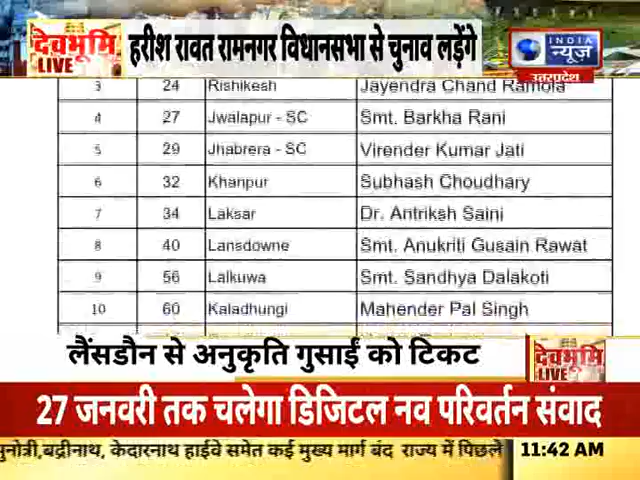 देवभूमि
LIVE
हरीश रावत रामनगर विधानसभा से चुनाव लड़ेंगे
INDIA
न्यूज़
उत्तरप्रदेश
3 24 Rishikesh Jayendra Chand Ramola
4 27 Jwalapur - SC Smt. Barkha Rani
5 29 Jhabrera - SC Virender Kumar Jati
6 32 Khanpur Subhash Choudhary
7 34 Laksar Dr. Antriksh Saini
8 40 Lansdowne Smt. Anukriti Gusain Rawat
9 56 Lalkuwa Smt. Sandhya Dalakoti
10 60 Kaladhungi Mahender Pal Singh
लैंसडौन से अनुकृति गुसाईं को टिकट
देवभूमि
LIVE
27 जनवरी तक चलेगा डिजिटल नव परिवर्तन संवाद
मुनोत्री,बद्रीनाथ, केदारनाथ हाईवे समेत कई मुख्य मार्ग बंद राज्य में पिछले
11:42 AM